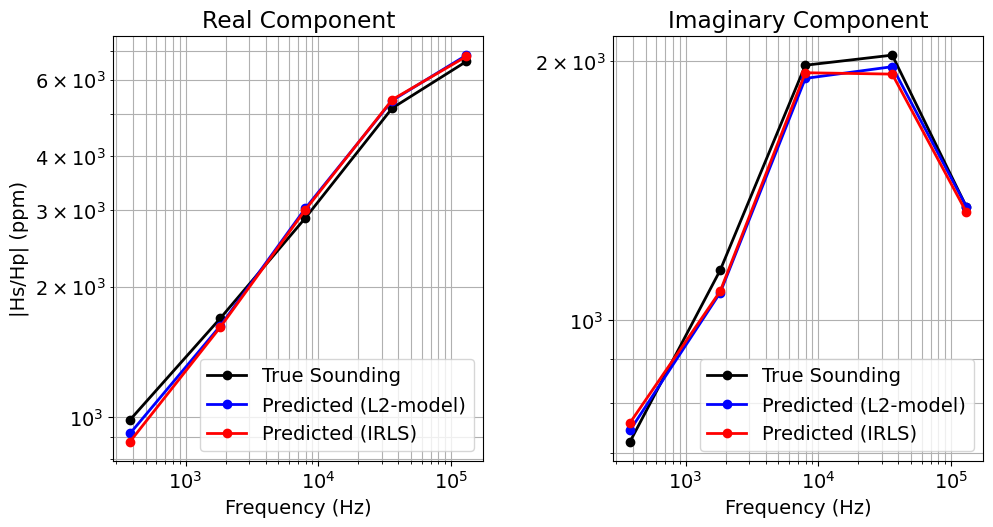 Real Component
|Hs/Hp| (ppm)
6 × 10³
4 × 10³
3 × 10³
2 × 10³
10³
True Sounding
Predicted (L2-model)
Predicted (IRLS)
10³ 10⁴ 10⁵
Frequency (Hz)
Imaginary Component
2 × 10³
10³
True Sounding
Predicted (L2-model)
Predicted (IRLS)
10³ 10⁴ 10⁵
Frequency (Hz)